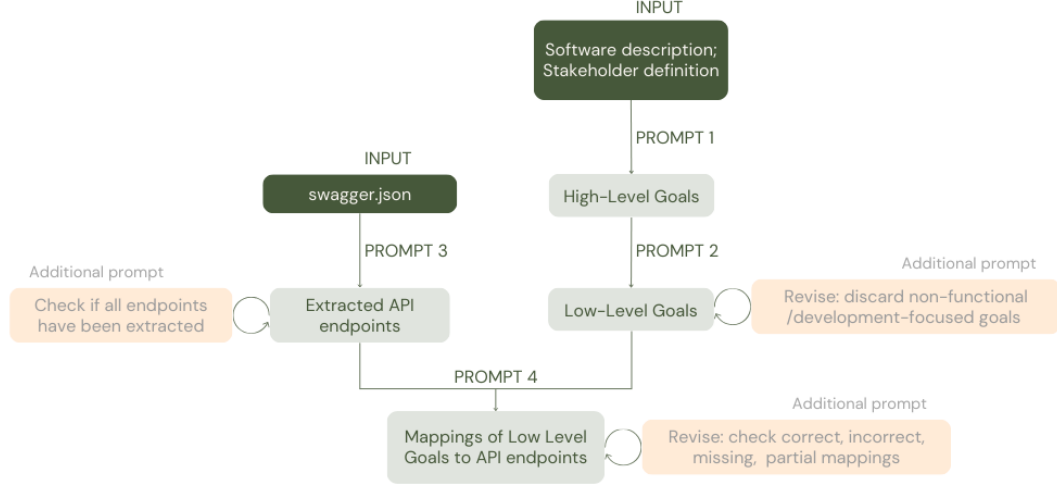 INPUT
Software description;
Stakeholder definition
PROMPT 1
INPUT
swagger.json
High-Level Goals
PROMPT 3
PROMPT 2
Additional prompt
Check if all endpoints
have been extracted
Extracted API
endpoints
Low-Level Goals
Additional prompt
Revise: discard non-functional
/development-focused goals
PROMPT 4
Mappings of Low Level
Goals to API endpoints
Additional prompt
Revise: check correct, incorrect,
missing, partial mappings